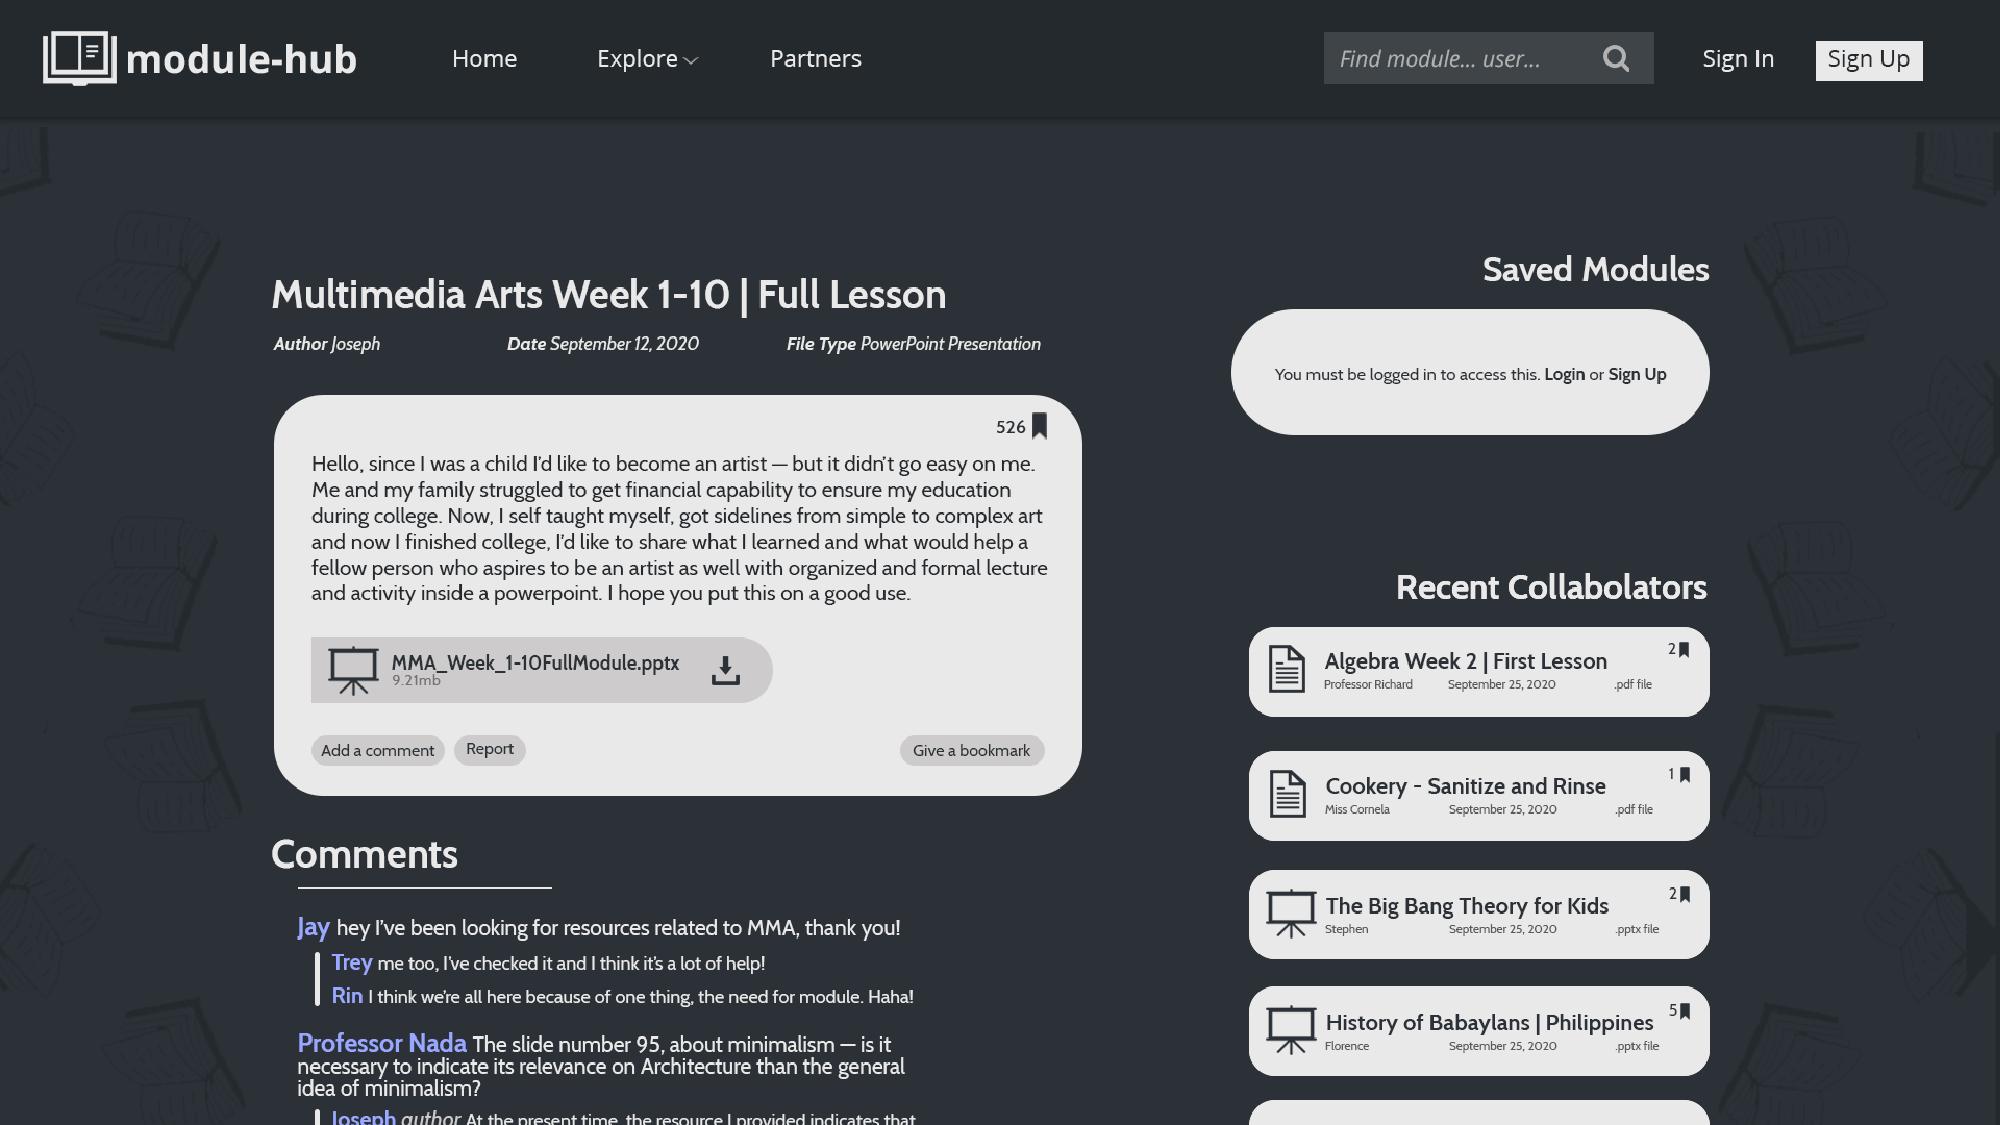 module-hub
Home
Explore
Partners
Find module... user...
Sign In
Sign Up
Multimedia Arts Week 1-10 | Full Lesson
Author Joseph
Date September 12, 2020
File Type PowerPoint Presentation
526
Hello, since I was a child I'd like to become an artist — but it didn't go easy on me.
Me and my family struggled to get financial capability to ensure my education
during college. Now, I self taught myself, got sidelines from simple to complex art
and now I finished college, I'd like to share what I learned and what would help a
fellow person who aspires to be an artist as well with organized and formal lecture
and activity inside a powerpoint. I hope you put this on a good use.
MMA_Week_1-10FullModule.pptx
9.21mb
Add a comment
Report
Give a bookmark
Comments
Jay hey I've been looking for resources related to MMA, thank you!
Trey me too, I've checked it and I think it's a lot of help!
Rin I think we're all here because of one thing, the need for module. Haha!
Professor Nada The slide number 95, about minimalism — is it
necessary to indicate its relevance on Architecture than the general
idea of minimalism?
Joseph author At the present time, the resource I provided indicates that
Saved Modules
You must be logged in to access this. Login or Sign Up
Recent Collabolators
Algebra Week 2 | First Lesson
2
Professor Richard
September 25, 2020
.pdf file
Cookery - Sanitize and Rinse
1
Miss Cornela
September 25, 2020
.pdf file
The Big Bang Theory for Kids
2
Stephen
September 25, 2020
.pptx file
History of Babaylans | Philippines
5
Florence
September 25, 2020
.pptx file